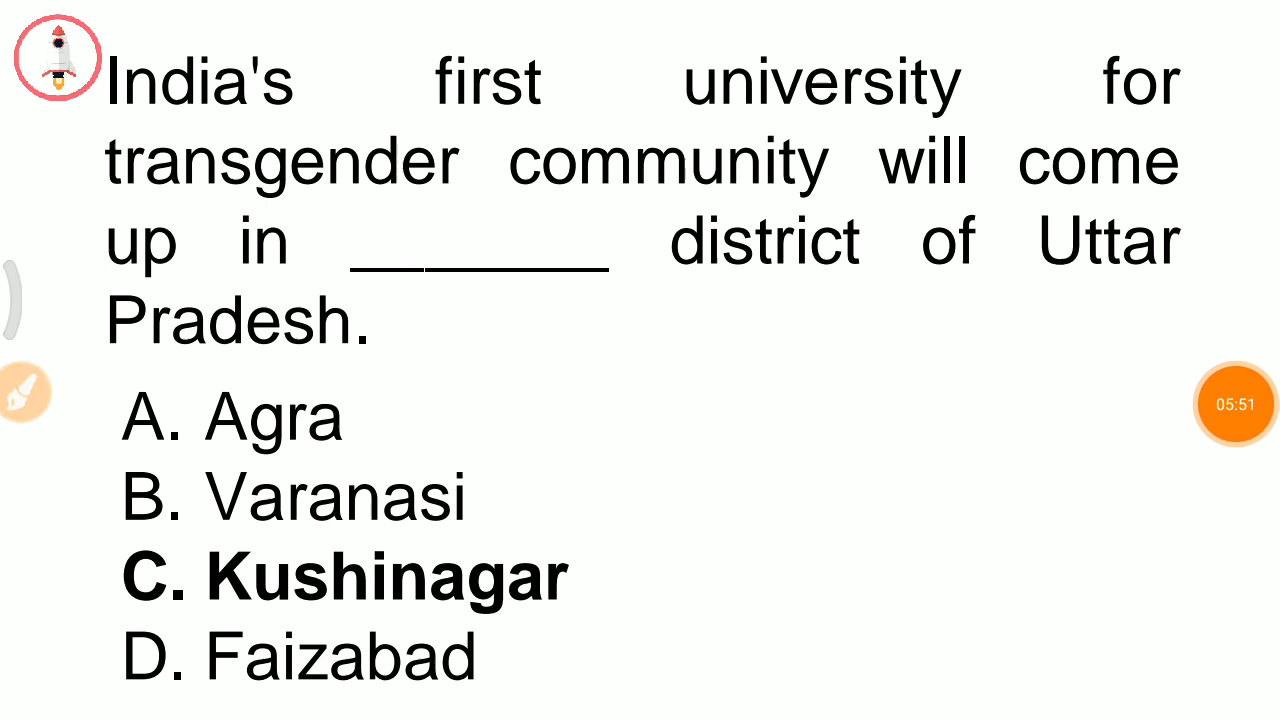 India's first university for
transgender community will come
up in _______ district of Uttar
Pradesh.
A. Agra
B. Varanasi
C. Kushinagar
D. Faizabad
05:51